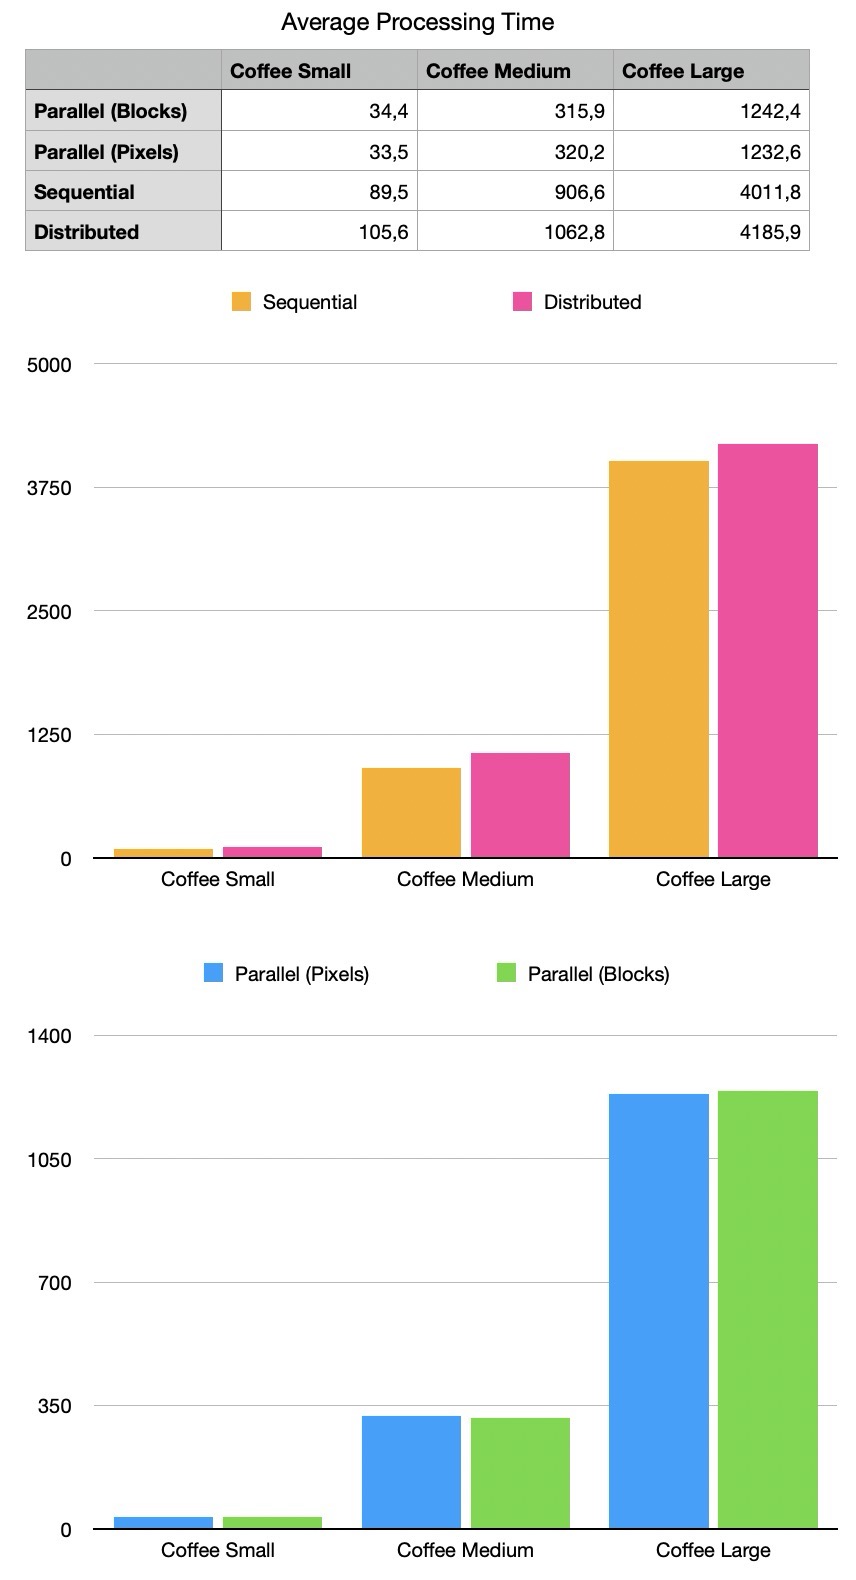 Average Processing Time
Coffee Small Coffee Medium Coffee Large
Parallel (Blocks) 34,4 315,9 1242,4
Parallel (Pixels) 33,5 320,2 1232,6
Sequential 89,5 906,6 4011,8
Distributed 105,6 1062,8 4185,9
Sequential Distributed
5000
3750
2500
1250
0
Coffee Small Coffee Medium Coffee Large
Parallel (Pixels) Parallel (Blocks)
1400
1050
700
350
0
Coffee Small Coffee Medium Coffee Large